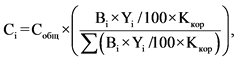 Cᵢ = Cобщ × ( Bᵢ × Yᵢ /100 × Kкор / ∑ ( Bᵢ × Yᵢ /100 × Kкор ) ),